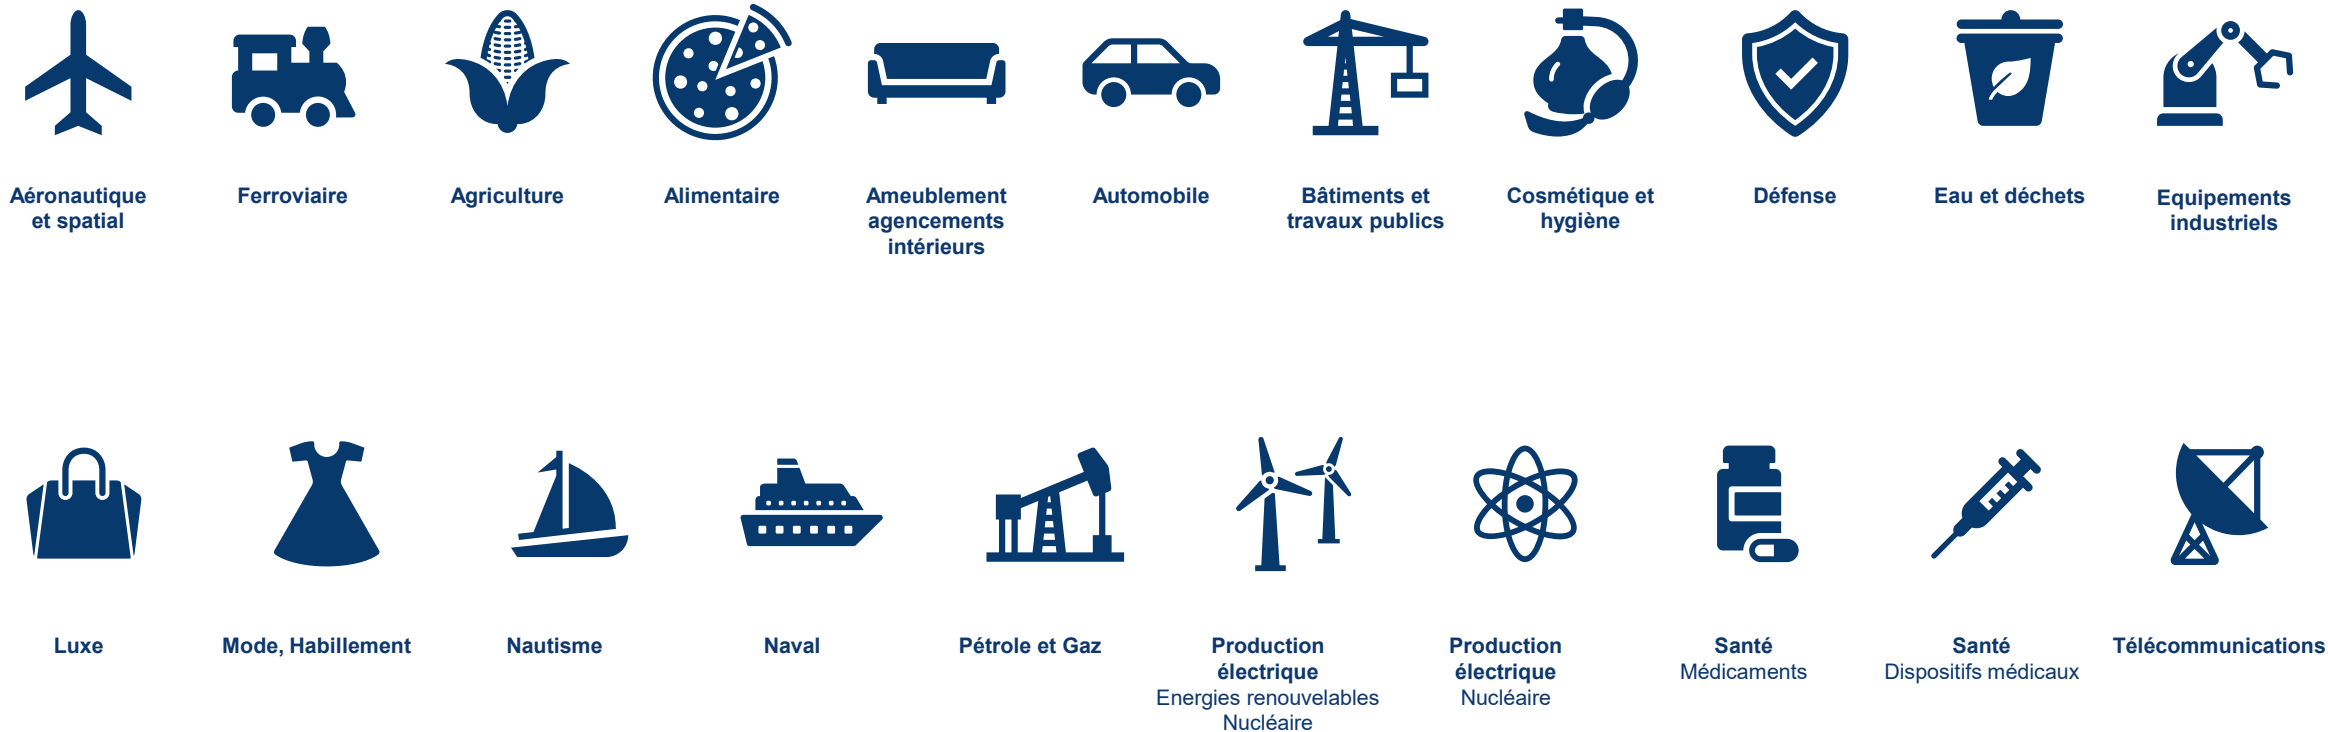 Aéronautique
et spatial
Ferroviaire
Agriculture
Alimentaire
Ameublement
agencements
intérieurs
Automobile
Bâtiments et
travaux publics
Cosmétique et
hygiène
Défense
Eau et déchets
Equipements
industriels
Luxe
Mode, Habillement
Nautisme
Naval
Pétrole et Gaz
Production
électrique
Energies renouvelables
Nucléaire
Production
électrique
Nucléaire
Santé
Médicaments
Santé
Dispositifs médicaux
Télécommunications